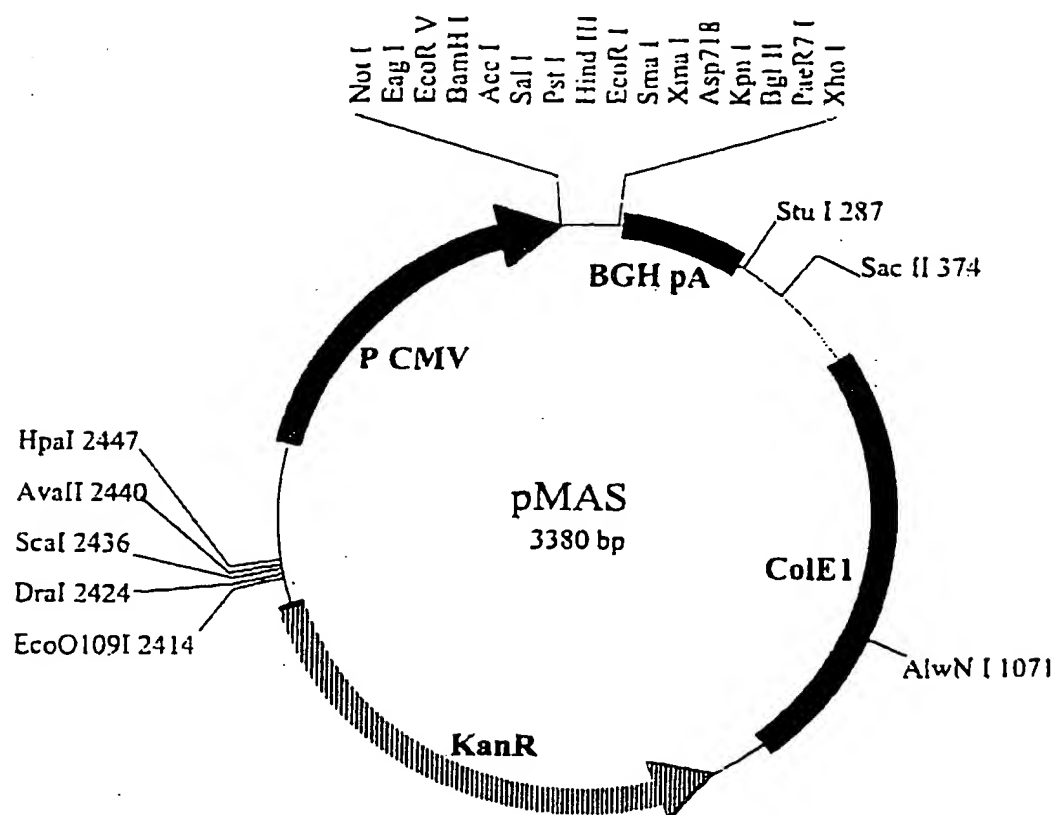 Not I
Eag I
EcoR V
BamH I
Acc I
Sal I
Pst I
Hind III
EcoR I
Sma I
Xma I
Asp718
Kpn I
Bgl II
PaeR7 I
Xho I
Stu I 287
Sac II 374
BGH pA
P CMV
HpaI 2447
AvaII 2440
ScaI 2436
DraI 2424
EcoO109I 2414
pMAS
3380 bp
ColE1
AlwN I 1071
KanR